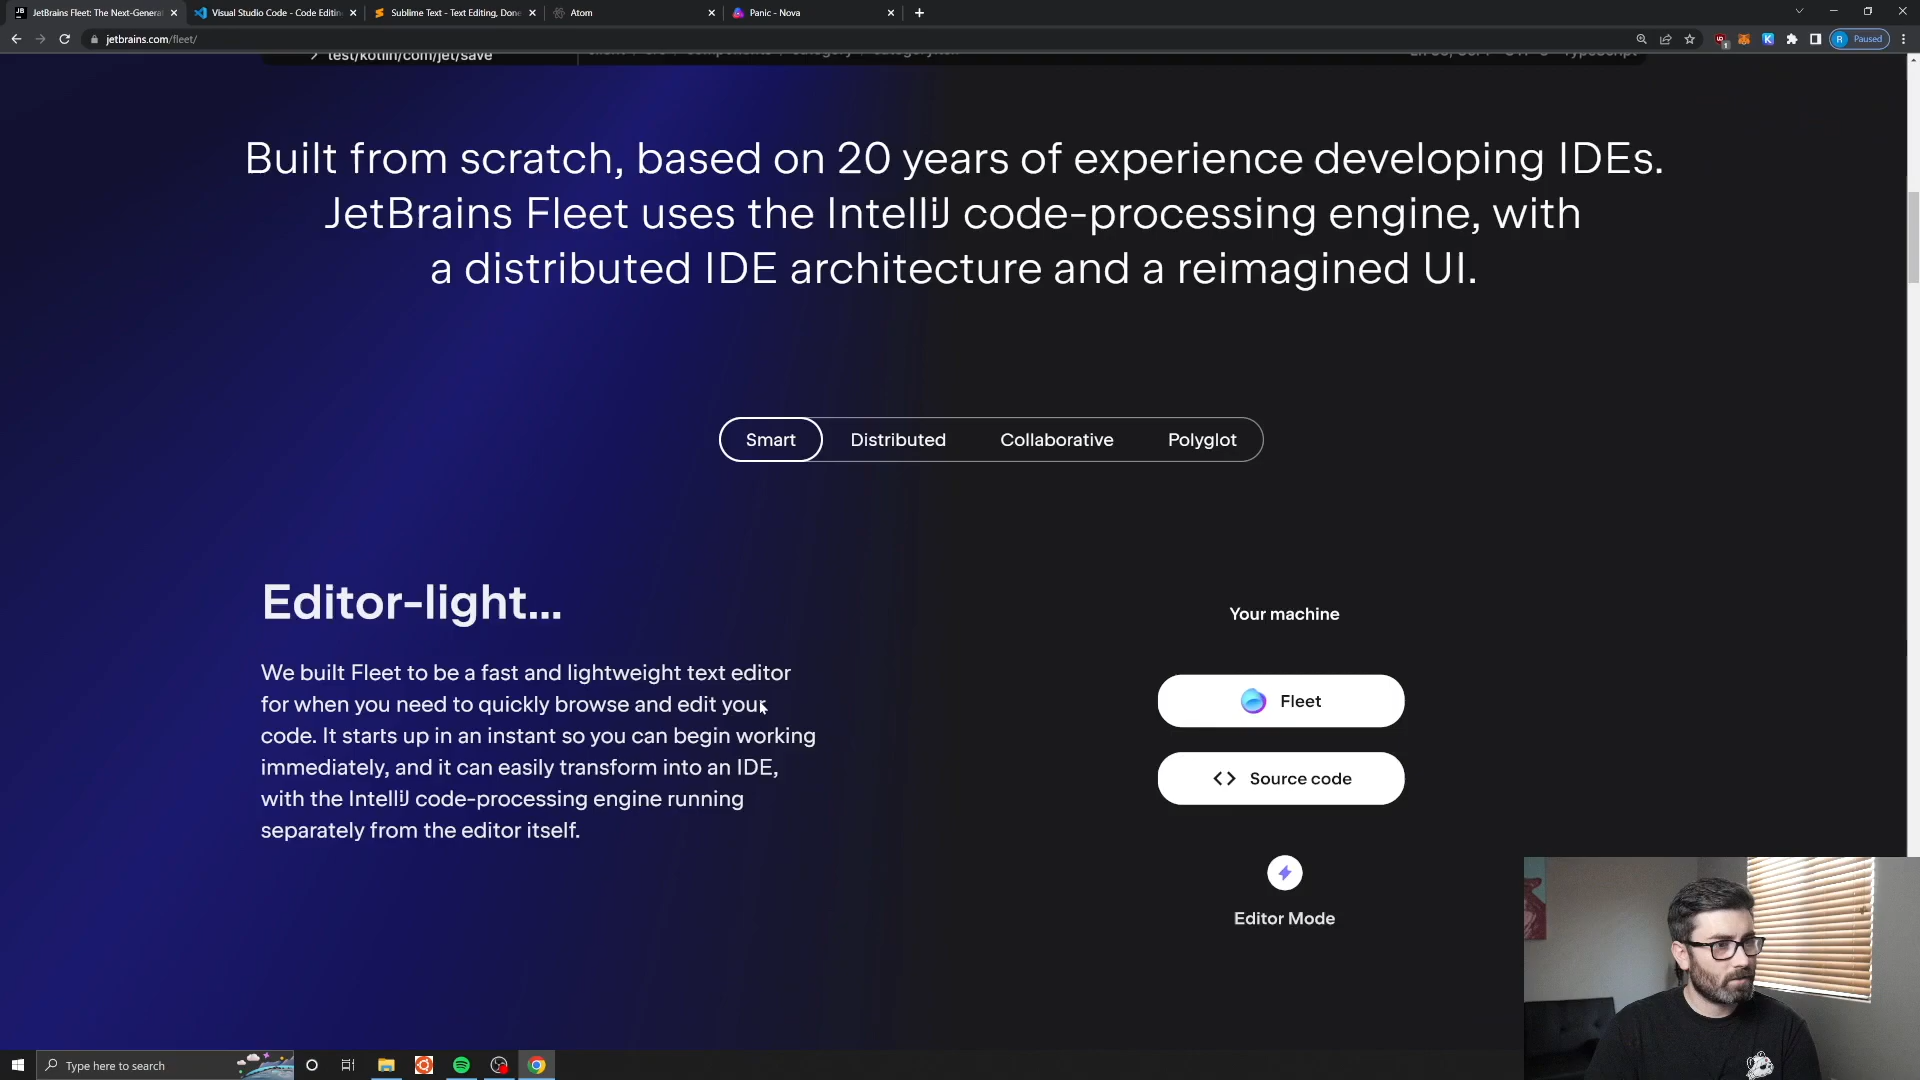 JetBrains Fleet: The Next-Genera
Visual Studio Code - Code Editin
Sublime Text - Text Editing, Done
Atom
Panic - Nova
jetbrains.com/fleet/
R
Paused
test/kotlin/com/jet/save
Built from scratch, based on 20 years of experience developing IDEs.
JetBrains Fleet uses the IntelliJ code-processing engine, with
a distributed IDE architecture and a reimagined UI.
Smart
Distributed
Collaborative
Polyglot
Editor-light...
We built Fleet to be a fast and lightweight text editor
for when you need to quickly browse and edit your
code. It starts up in an instant so you can begin working
immediately, and it can easily transform into an IDE,
with the IntelliJ code-processing engine running
separately from the editor itself.
Your machine
Fleet
<> Source code
Editor Mode
Type here to search